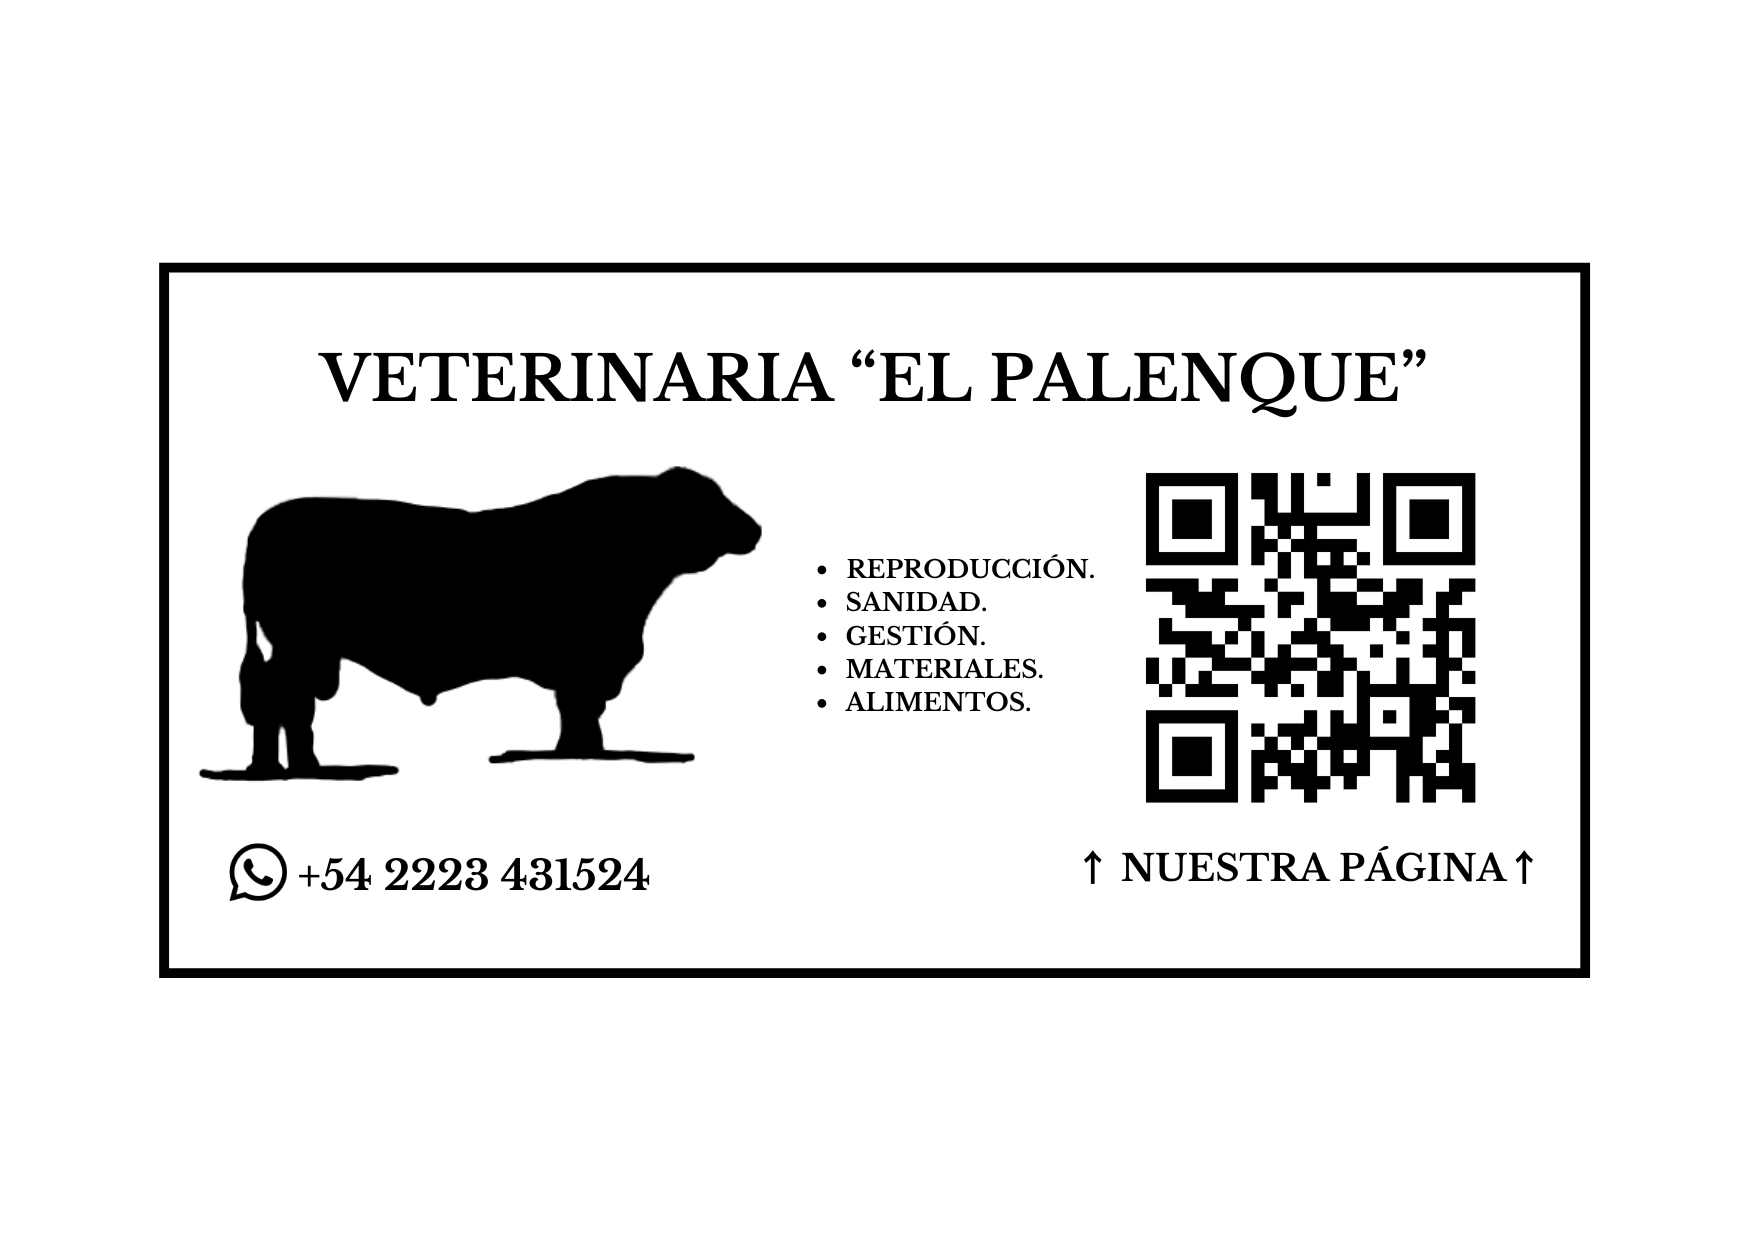 VETERINARIA “EL PALENQUE”
• REPRODUCCIÓN.
• SANIDAD.
• GESTIÓN.
• MATERIALES.
• ALIMENTOS.
+54 2223 431524
↑ NUESTRA PÁGINA ↑